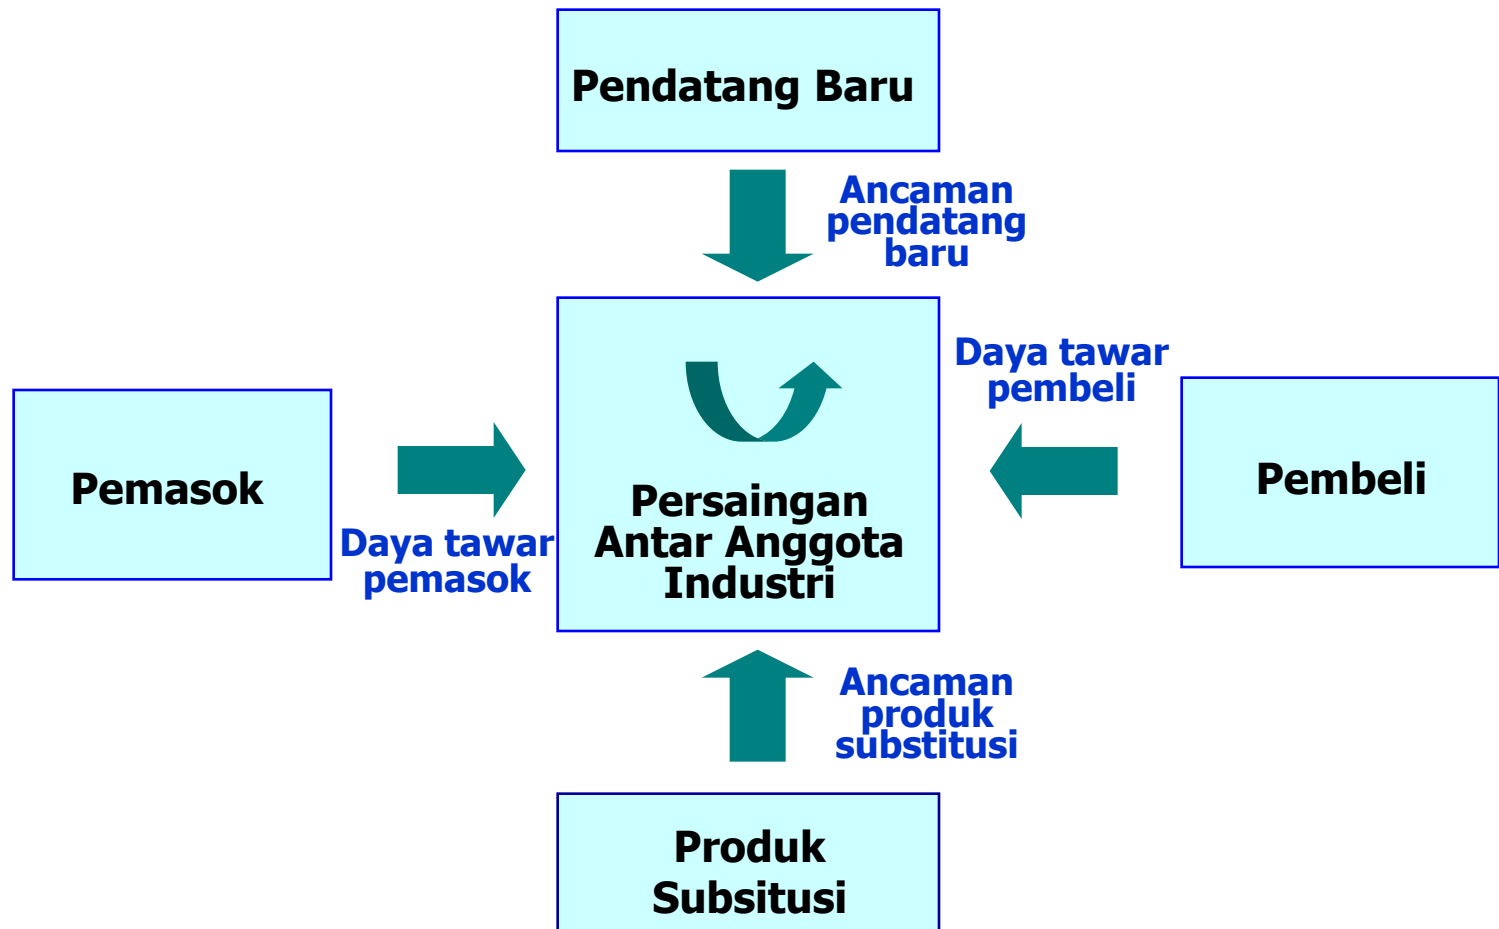 Pendatang Baru
Ancaman
pendatang
baru
Daya tawar
pembeli
Pemasok
Daya tawar
pemasok
Persaingan
Antar Anggota
Industri
Pembeli
Ancaman
produk
substitusi
Produk
Subsitusi